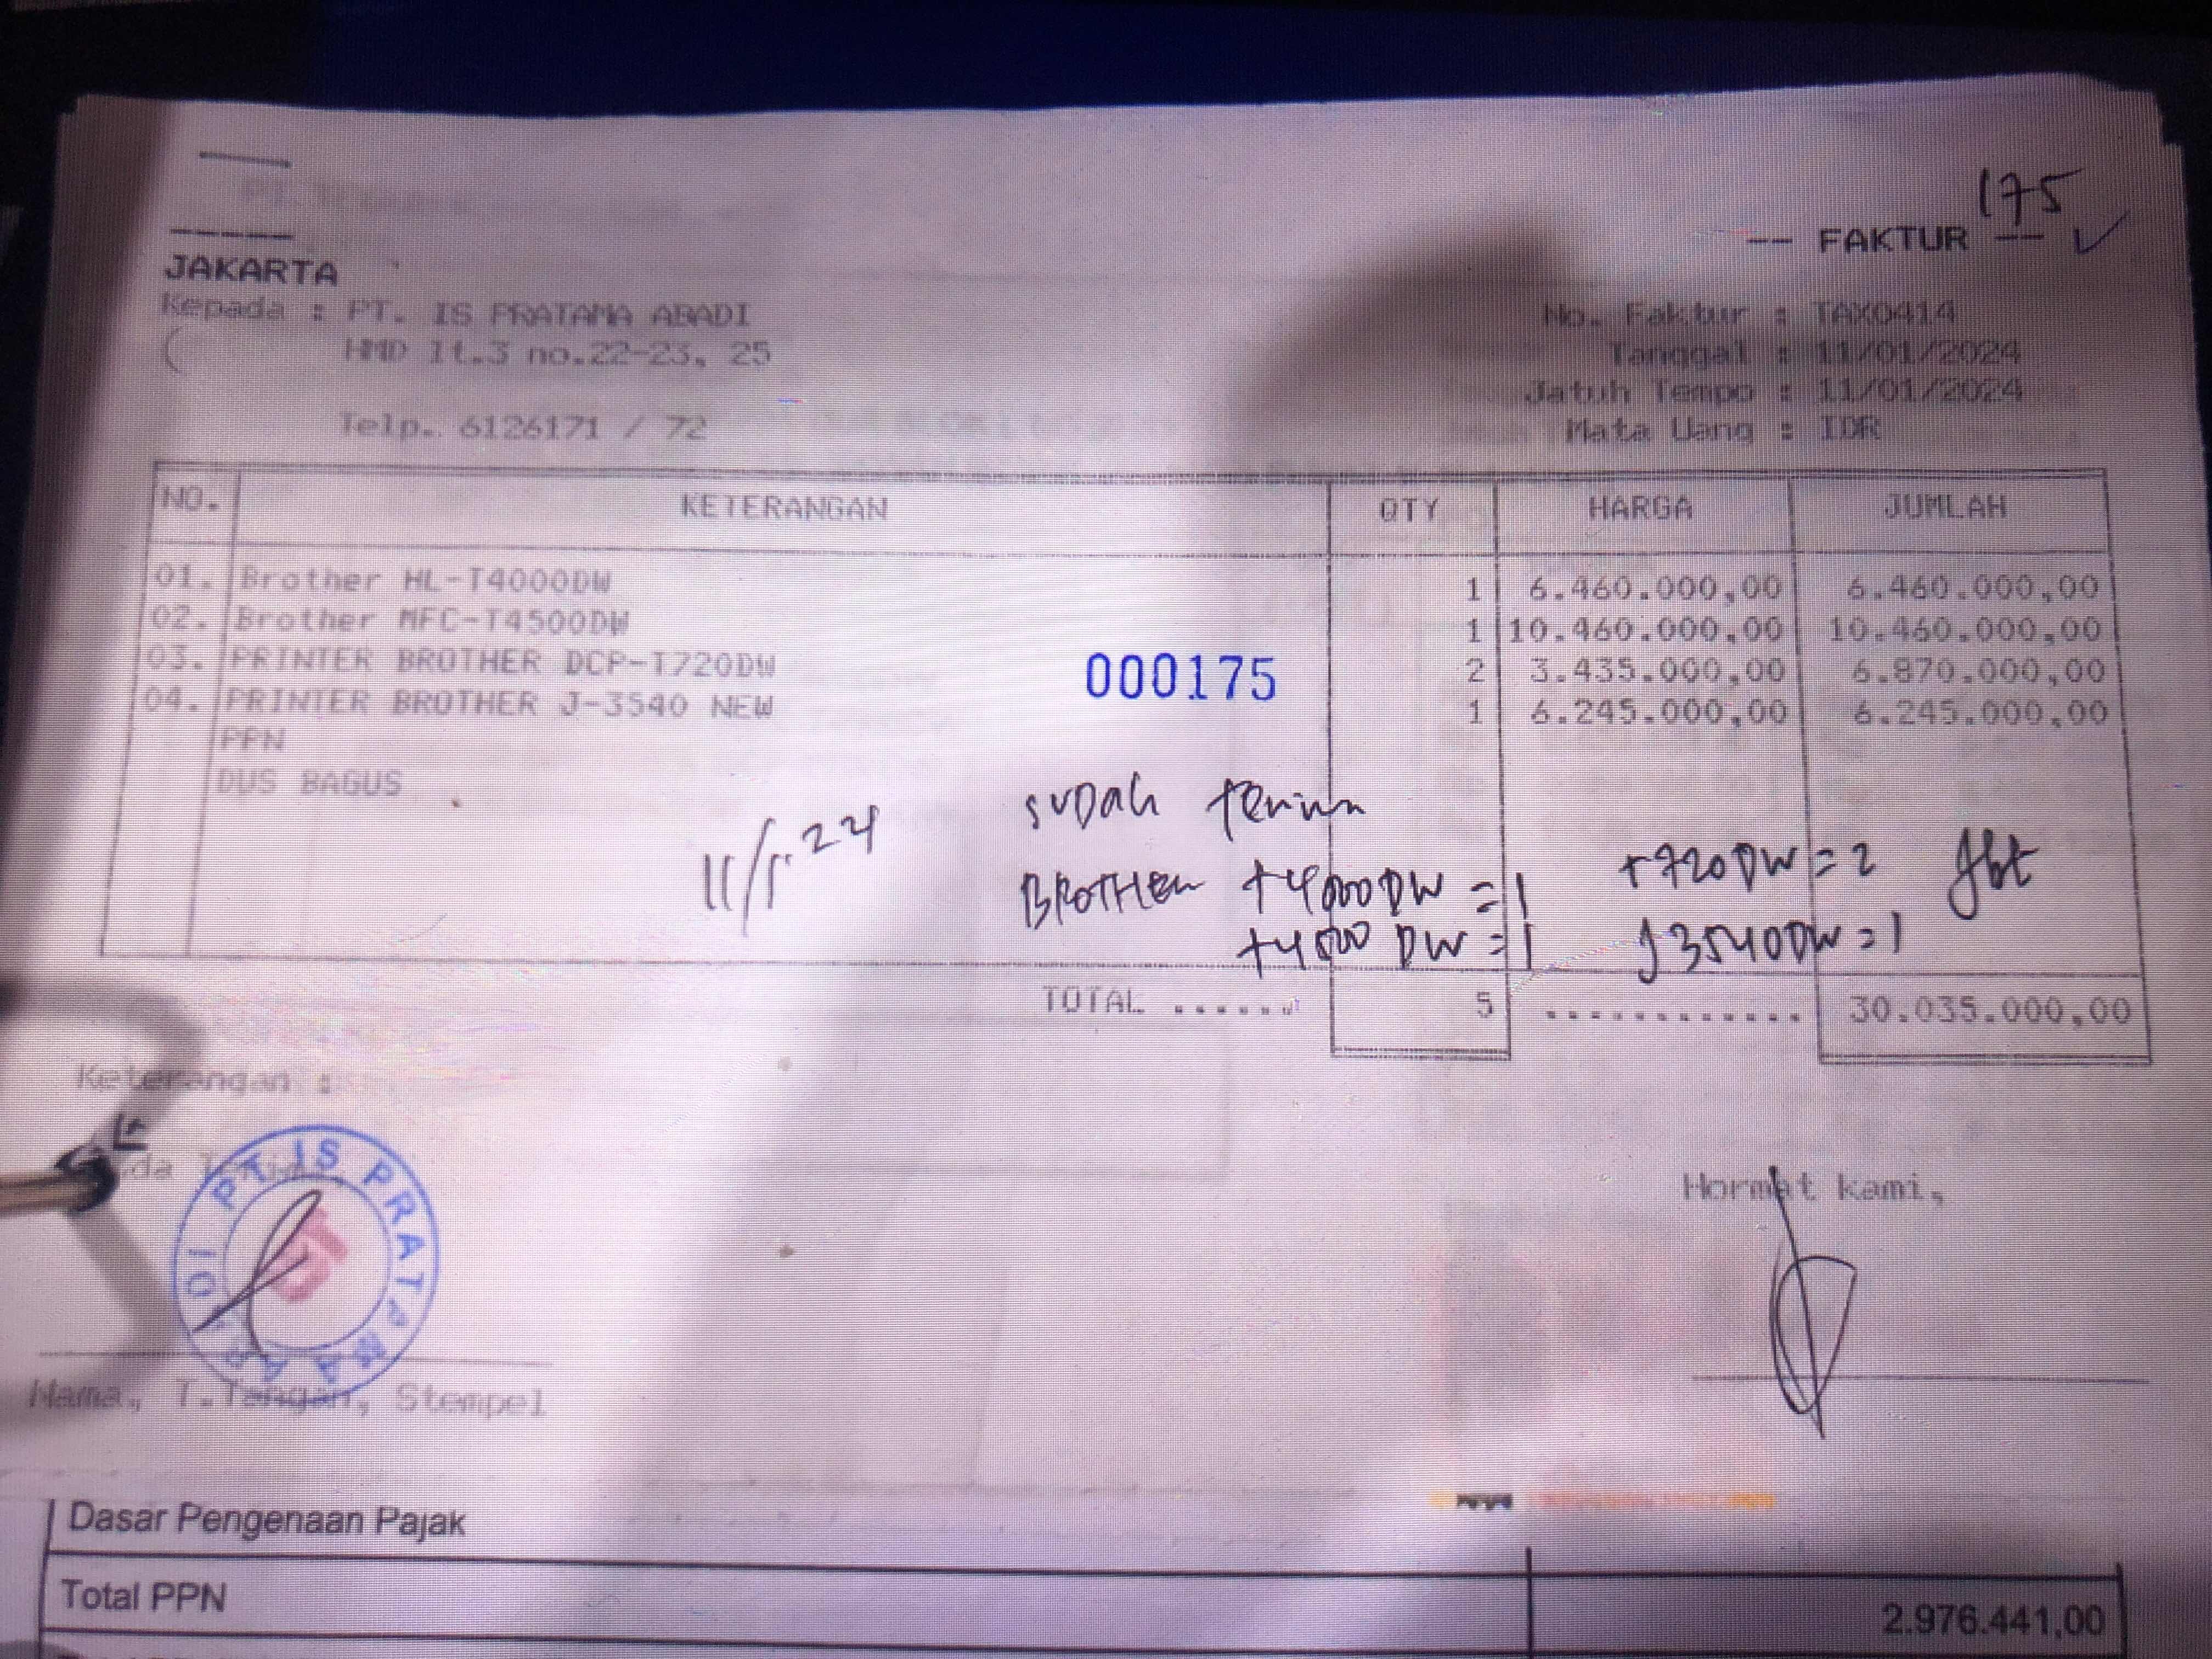 175
-- FAKTUR --
JAKARTA
Kepada : PT. IS PRATAMA ABADI
HMD lt.3 no.22-23, 25
Telp. 6126171 / 72
No. Faktur : TAX0414
Tanggal : 11/01/2024
Jatuh Tempo : 11/01/2024
Mata Uang : IDR
NO. KETERANGAN QTY HARGA JUMLAH
01. Brother HL-T4000DW 1 6.460.000,00 6.460.000,00
02. Brother MFC-T4500DW 1 10.460.000,00 10.460.000,00
03. PRINTER BROTHER DCP-T720DW 2 3.435.000,00 6.870.000,00
04. PRINTER BROTHER J-3540 NEW 1 6.245.000,00 6.245.000,00
000175
PPN
DUS BAGUS
11/1'24 sudah terima
BROTHER T4000DW = 1 T720DW = 2
T4500 DW = 1 J3540DW = 1
TOTAL ...... 5 ............ 30.035.000,00
Keterangan :
PT. IS PRATAMA ABADI
Hormat kami,
Nama, T.Tangan, Stempel
Dasar Pengenaan Pajak
Total PPN 2.976.441,00